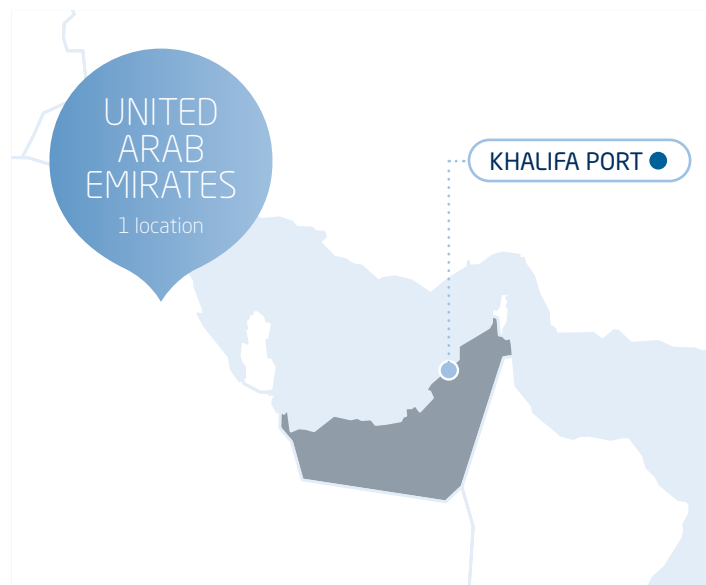 UNITED
ARAB
EMIRATES
1 location
KHALIFA PORT